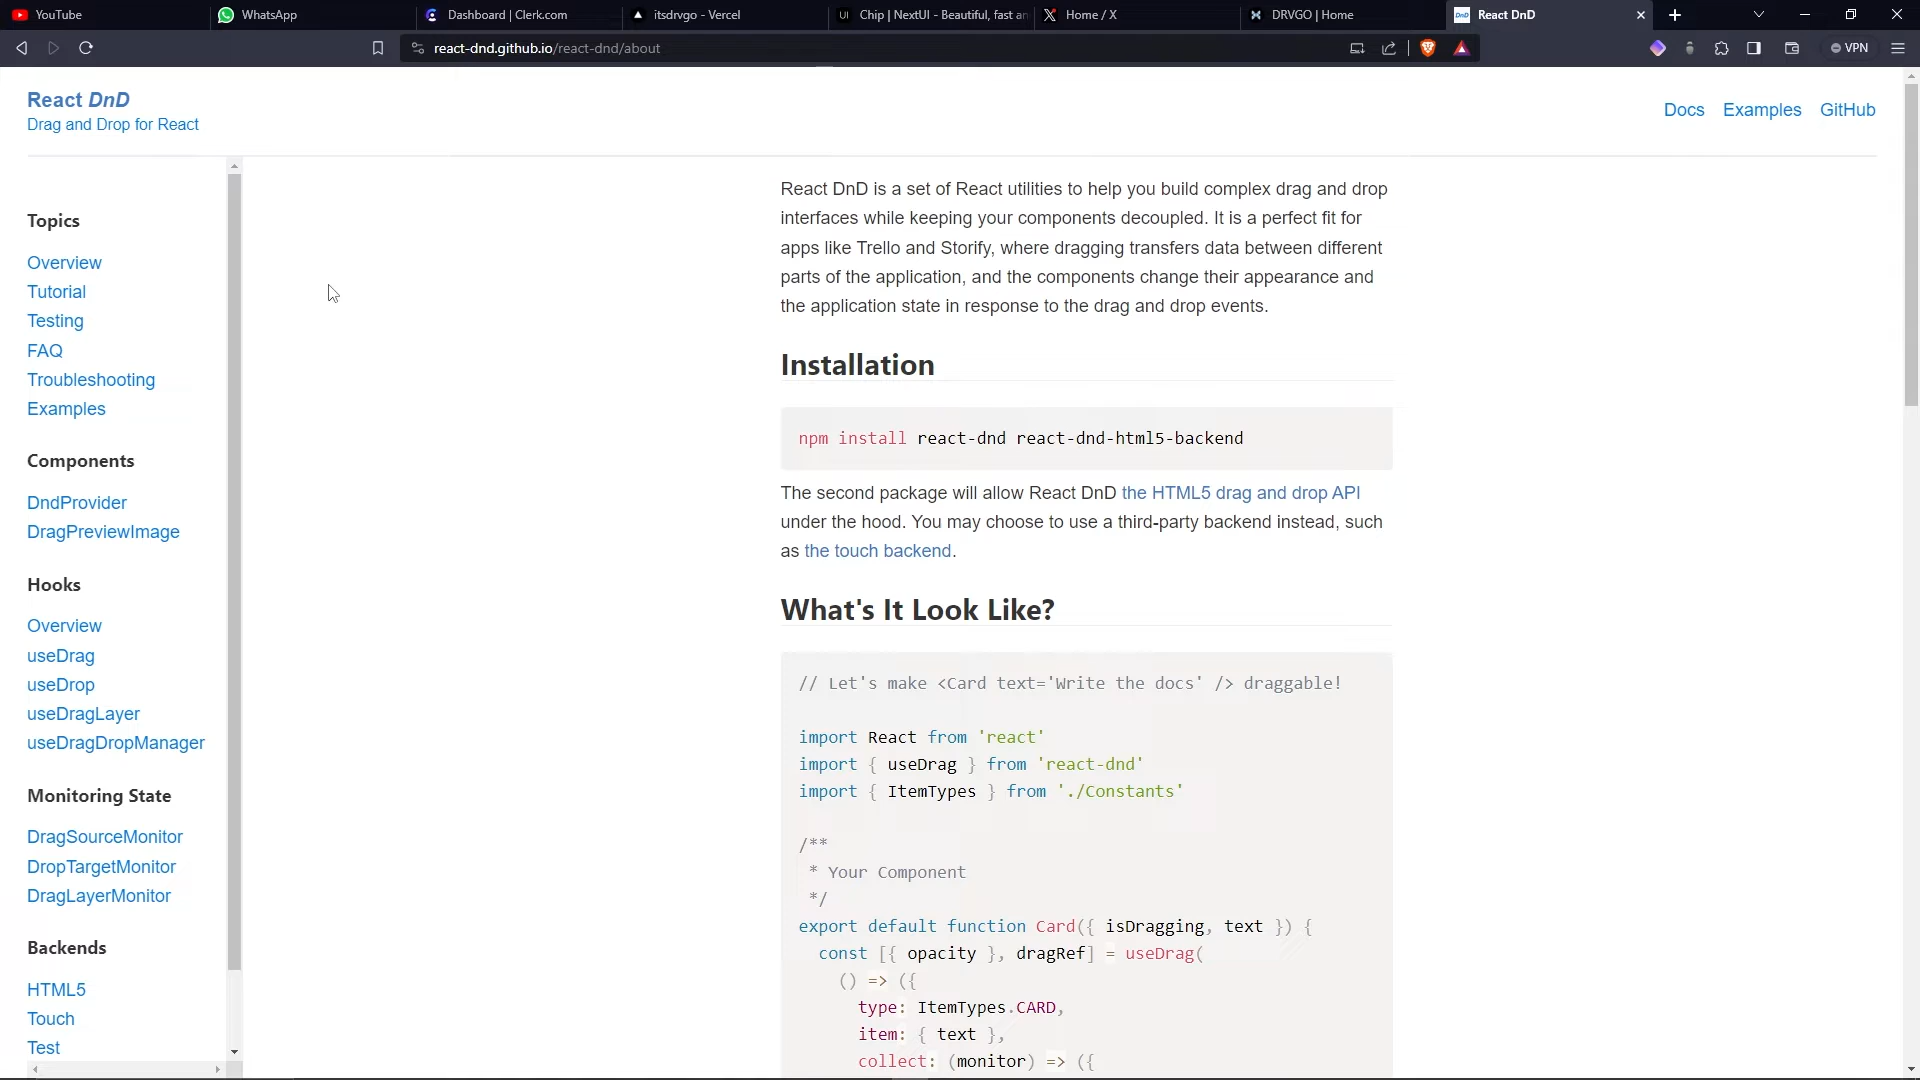 YouTube
WhatsApp
Dashboard | Clerk.com
itsdrvgo - Vercel
Chip | NextUI - Beautiful, fast an
Home / X
DRVGO | Home
React DnD
react-dnd.github.io/react-dnd/about
VPN
React DnD
Drag and Drop for React
Docs
Examples
GitHub
Topics
Overview
Tutorial
Testing
FAQ
Troubleshooting
Examples
Components
DndProvider
DragPreviewImage
Hooks
Overview
useDrag
useDrop
useDragLayer
useDragDropManager
Monitoring State
DragSourceMonitor
DropTargetMonitor
DragLayerMonitor
Backends
HTML5
Touch
Test
React DnD is a set of React utilities to help you build complex drag and drop
interfaces while keeping your components decoupled. It is a perfect fit for
apps like Trello and Storify, where dragging transfers data between different
parts of the application, and the components change their appearance and
the application state in response to the drag and drop events.
Installation
npm install react-dnd react-dnd-html5-backend
The second package will allow React DnD the HTML5 drag and drop API
under the hood. You may choose to use a third-party backend instead, such
as the touch backend.
What's It Look Like?
// Let's make <Card text='Write the docs' /> draggable!
import React from 'react'
import { useDrag } from 'react-dnd'
import { ItemTypes } from './Constants'
/**
* Your Component
*/
export default function Card({ isDragging, text }) {
const [{ opacity }, dragRef] = useDrag(
() => ({
type: ItemTypes.CARD,
item: { text },
collect: (monitor) => ({